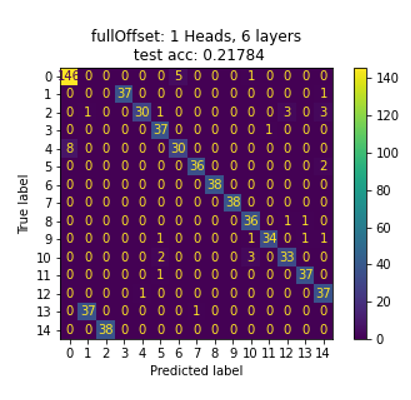 fullOffset: 1 Heads, 6 layers
test acc: 0.21784
True label
0 146 0 0 0 0 0 5 0 0 0 1 0 0 0 0
1 0 0 0 37 0 0 0 0 0 0 0 0 0 0 1
2 0 1 0 0 30 1 0 0 0 0 0 0 3 0 3
3 0 0 0 0 0 37 0 0 0 0 0 1 0 0 0
4 8 0 0 0 0 0 30 0 0 0 0 0 0 0 0
5 0 0 0 0 0 0 0 36 0 0 0 0 0 0 2
6 0 0 0 0 0 0 0 0 38 0 0 0 0 0 0
7 0 0 0 0 0 0 0 0 0 38 0 0 0 0 0
8 0 0 0 0 0 0 0 0 0 0 36 0 1 1 0
9 0 0 0 0 0 1 0 0 0 0 1 34 0 1 1
10 0 0 0 0 0 2 0 0 0 0 3 0 33 0 0
11 0 0 0 0 0 1 0 0 0 0 0 0 0 37 0
12 0 0 0 0 1 0 0 0 0 0 0 0 0 0 37
13 0 37 0 0 0 0 0 1 0 0 0 0 0 0 0
14 0 0 38 0 0 0 0 0 0 0 0 0 0 0 0
0 1 2 3 4 5 6 7 8 9 10 11 12 13 14
Predicted label
140
120
100
80
60
40
20
0